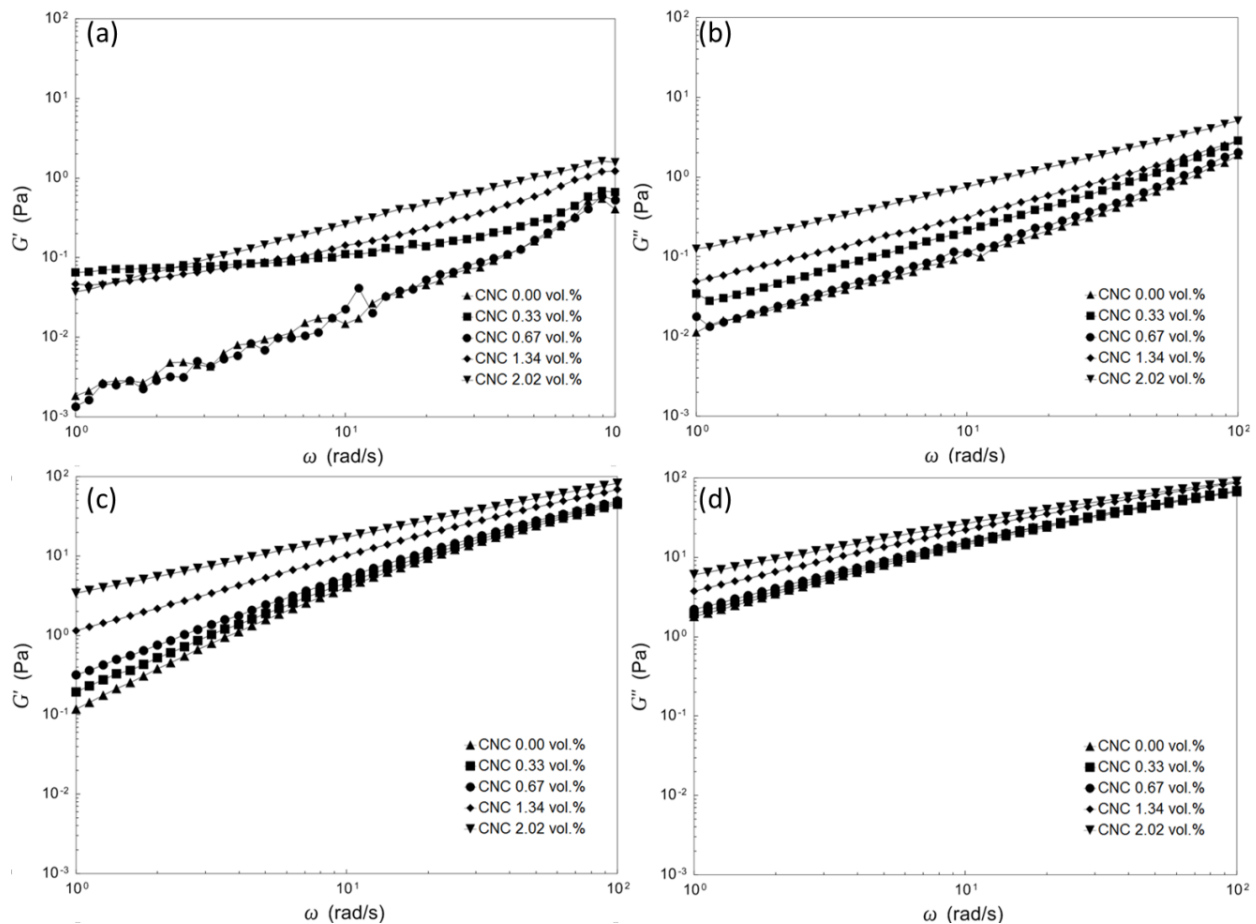 (a)
10²
10¹
10⁰
10⁻¹
10⁻²
10⁻³
G' (Pa)
CNC 0.00 vol.%
CNC 0.33 vol.%
CNC 0.67 vol.%
CNC 1.34 vol.%
CNC 2.02 vol.%
10⁰
10¹
10
ω (rad/s)
(b)
10²
10¹
10⁰
10⁻¹
10⁻²
10⁻³
G'' (Pa)
CNC 0.00 vol.%
CNC 0.33 vol.%
CNC 0.67 vol.%
CNC 1.34 vol.%
CNC 2.02 vol.%
10⁰
10¹
10²
ω (rad/s)
(c)
10²
10¹
10⁰
10⁻¹
10⁻²
10⁻³
G' (Pa)
CNC 0.00 vol.%
CNC 0.33 vol.%
CNC 0.67 vol.%
CNC 1.34 vol.%
CNC 2.02 vol.%
10⁰
10¹
10²
ω (rad/s)
(d)
10²
10¹
10⁰
10⁻¹
10⁻²
10⁻³
G'' (Pa)
CNC 0.00 vol.%
CNC 0.33 vol.%
CNC 0.67 vol.%
CNC 1.34 vol.%
CNC 2.02 vol.%
10⁰
10¹
10²
ω (rad/s)